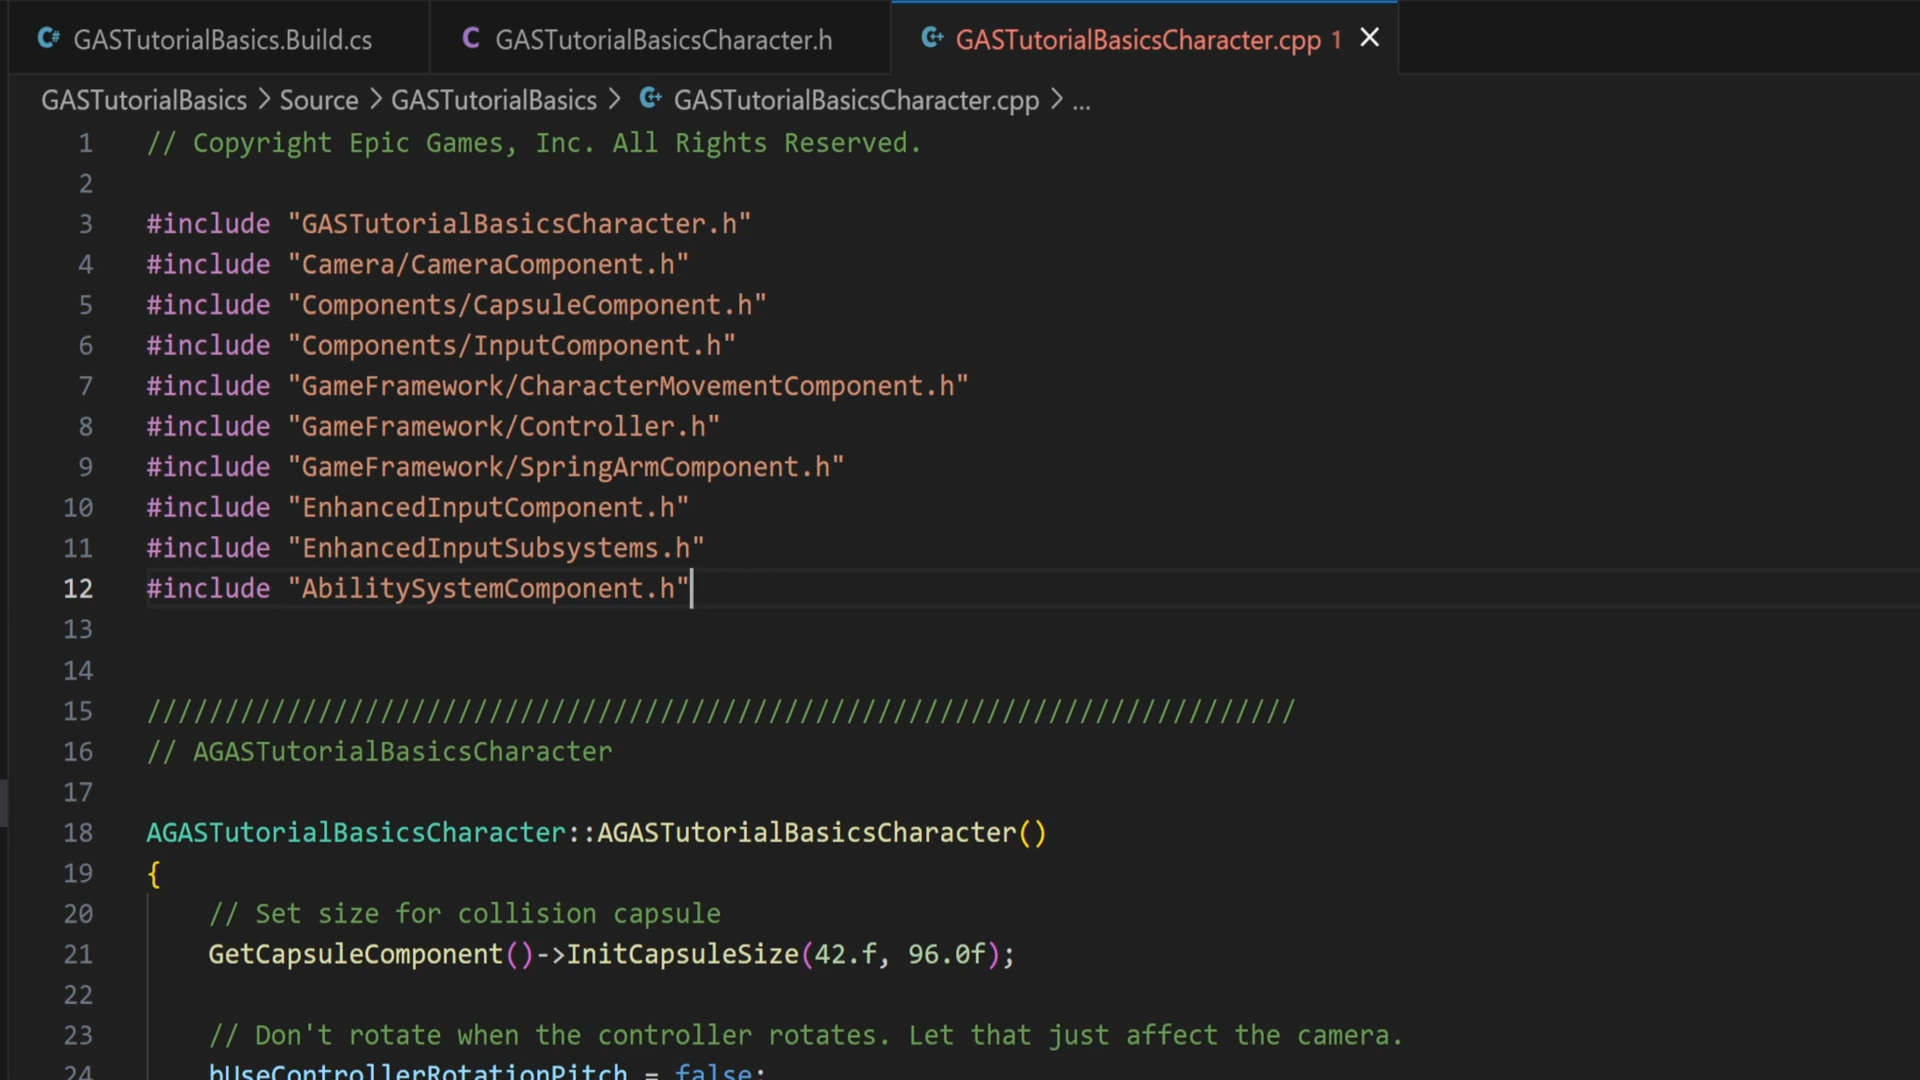 GASTutorialBasics.Build.cs GASTutorialBasicsCharacter.h GASTutorialBasicsCharacter.cpp 1 ×
GASTutorialBasics > Source > GASTutorialBasics > GASTutorialBasicsCharacter.cpp > ...
1 // Copyright Epic Games, Inc. All Rights Reserved.
2
3 #include "GASTutorialBasicsCharacter.h"
4 #include "Camera/CameraComponent.h"
5 #include "Components/CapsuleComponent.h"
6 #include "Components/InputComponent.h"
7 #include "GameFramework/CharacterMovementComponent.h"
8 #include "GameFramework/Controller.h"
9 #include "GameFramework/SpringArmComponent.h"
10 #include "EnhancedInputComponent.h"
11 #include "EnhancedInputSubsystems.h"
12 #include "AbilitySystemComponent.h"
13
14
15 //////////////////////////////////////////////////////////////////////////
16 // AGASTutorialBasicsCharacter
17
18 AGASTutorialBasicsCharacter::AGASTutorialBasicsCharacter()
19 {
20 // Set size for collision capsule
21 GetCapsuleComponent()->InitCapsuleSize(42.f, 96.0f);
22
23 // Don't rotate when the controller rotates. Let that just affect the camera.
24 bUseControllerRotationPitch = false;